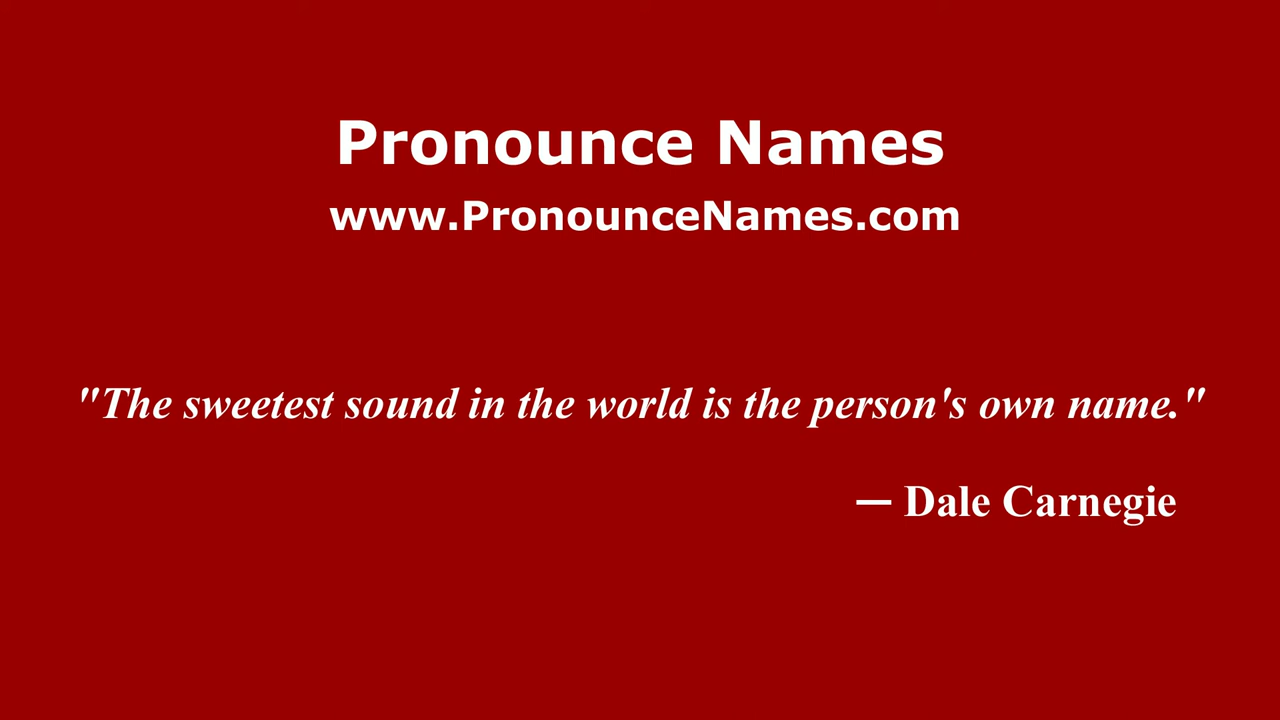 Pronounce Names
www.PronounceNames.com
"The sweetest sound in the world is the person's own name."
— Dale Carnegie